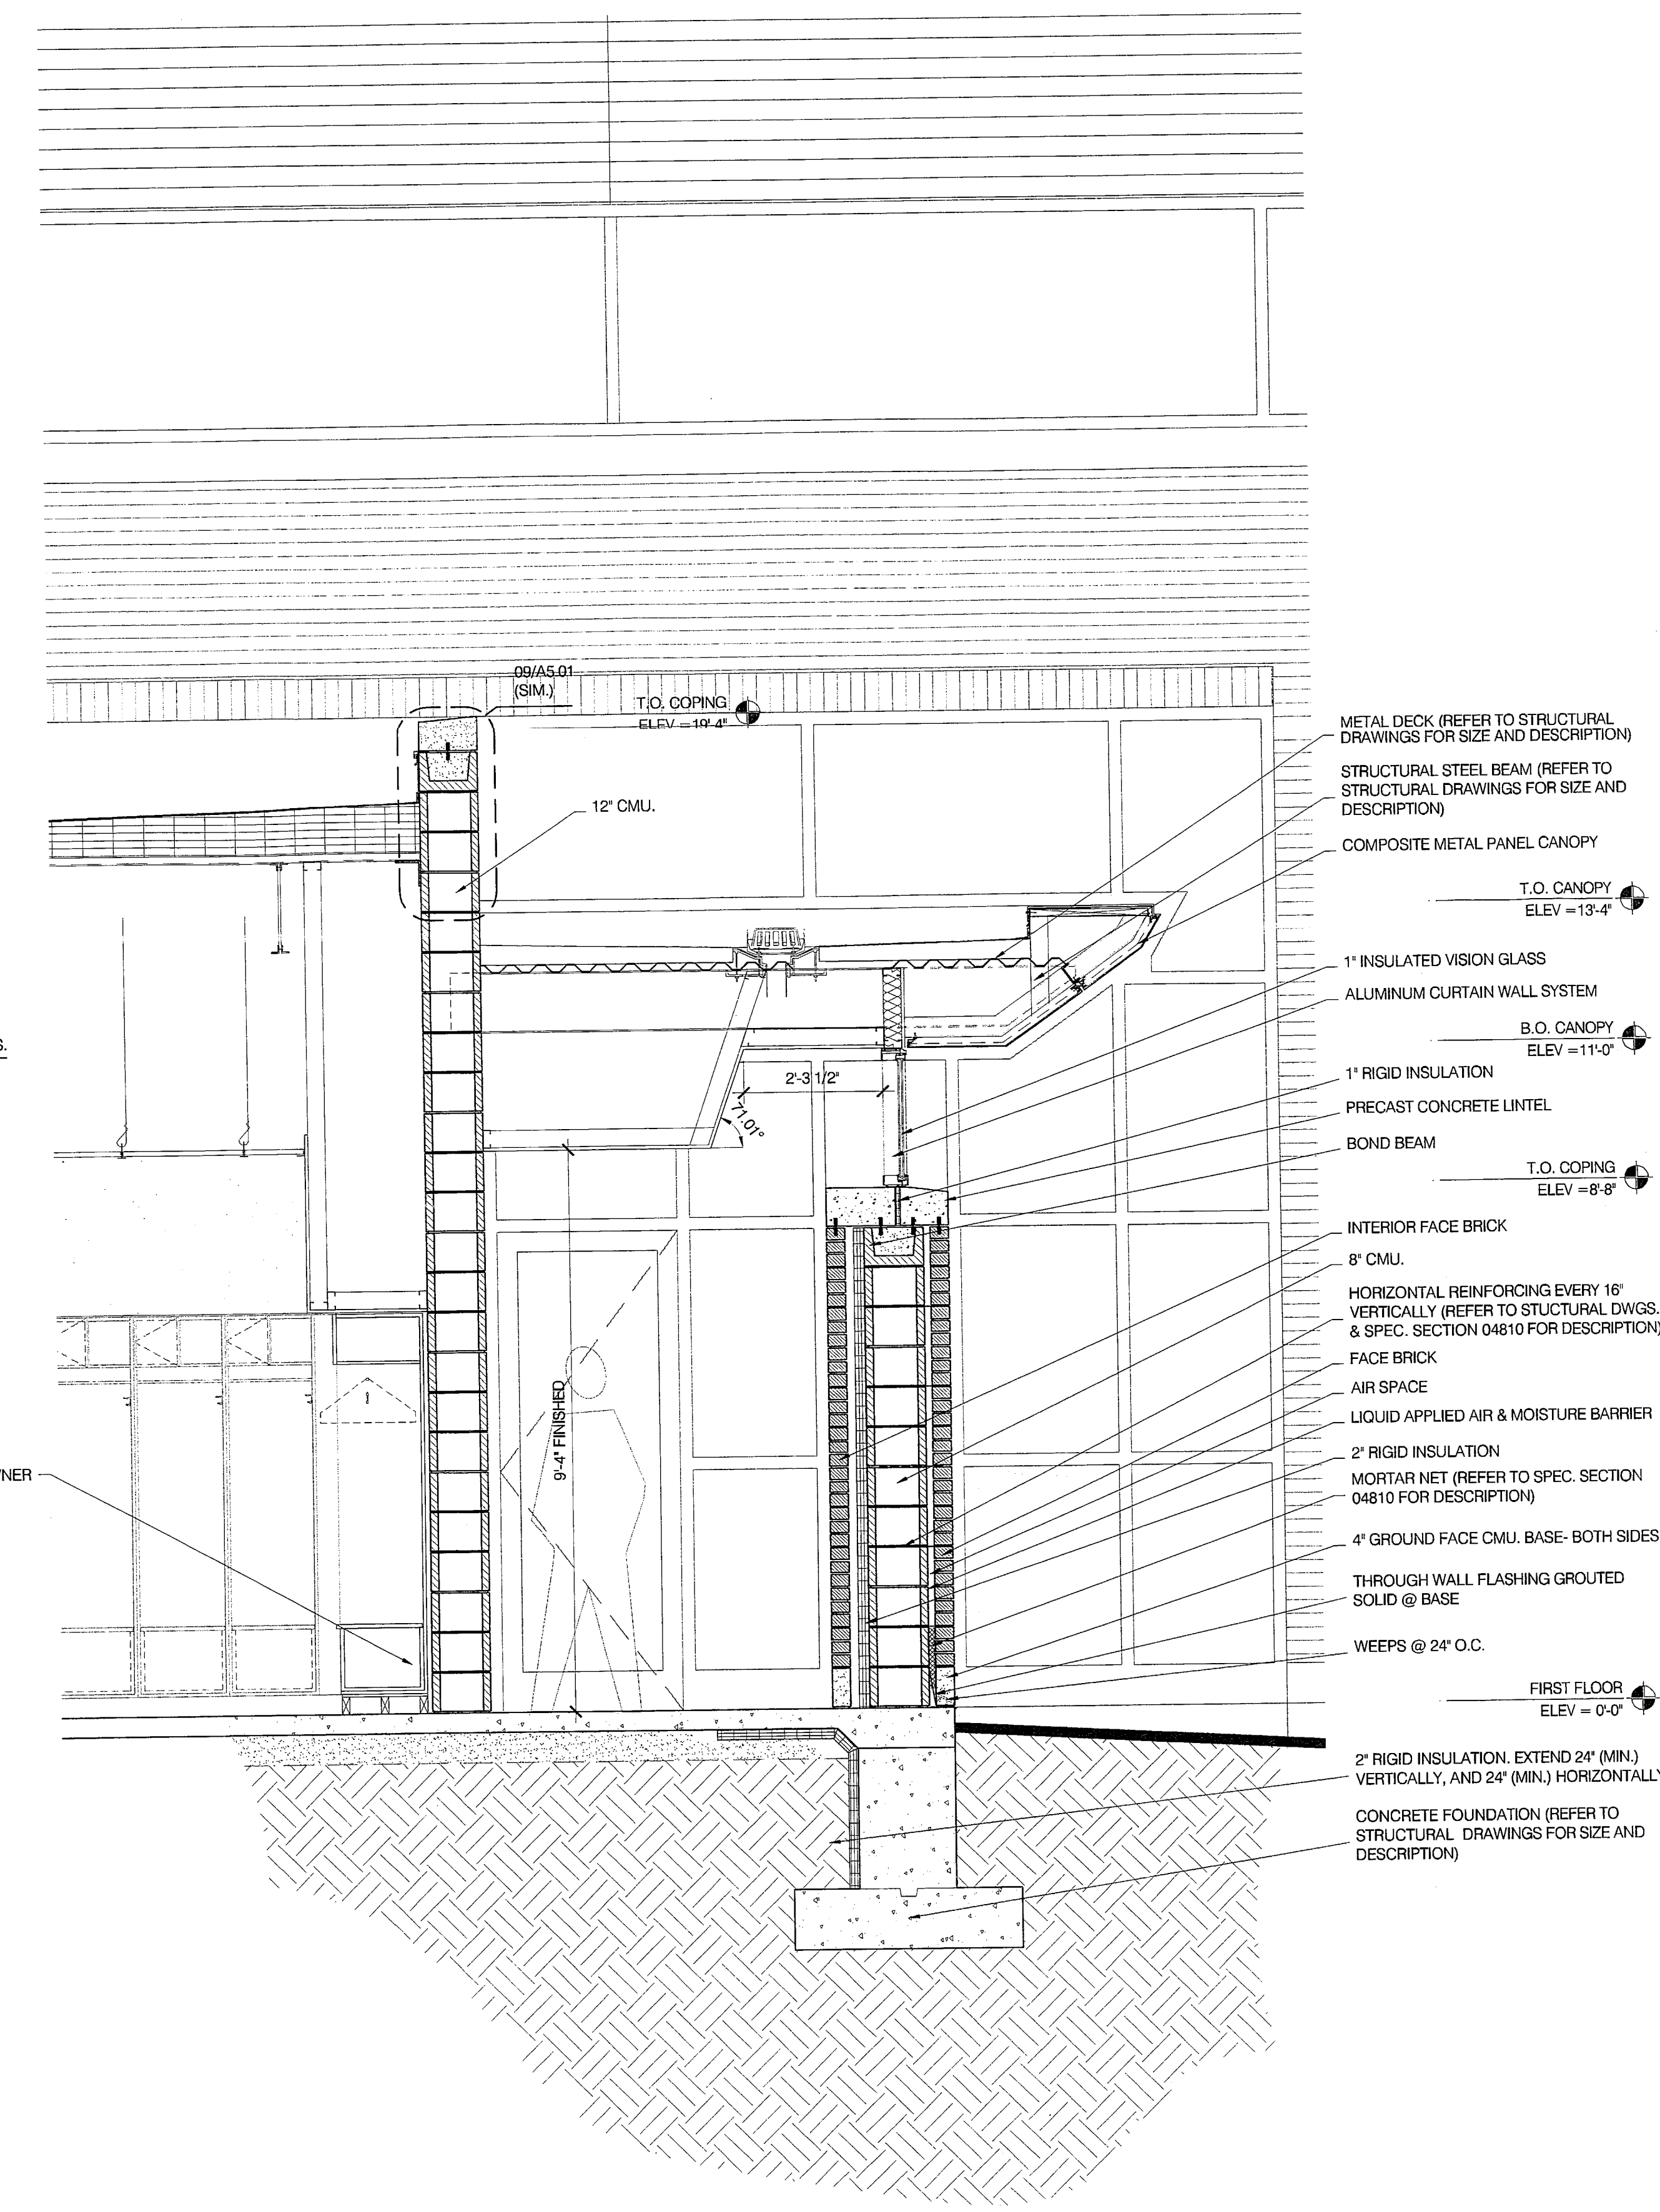 09/A5.01
(SIM.)
T.O. COPING
ELEV = 19'-4"
12" CMU.
METAL DECK (REFER TO STRUCTURAL
DRAWINGS FOR SIZE AND DESCRIPTION)
STRUCTURAL STEEL BEAM (REFER TO
STRUCTURAL DRAWINGS FOR SIZE AND
DESCRIPTION)
COMPOSITE METAL PANEL CANOPY
T.O. CANOPY
ELEV =13'-4"
1" INSULATED VISION GLASS
ALUMINUM CURTAIN WALL SYSTEM
S.
B.O. CANOPY
ELEV =11'-0"
2'-3 1/2"
71.01°
1" RIGID INSULATION
PRECAST CONCRETE LINTEL
BOND BEAM
T.O. COPING
ELEV =8'-8"
INTERIOR FACE BRICK
8" CMU.
HORIZONTAL REINFORCING EVERY 16"
VERTICALLY (REFER TO STUCTURAL DWGS.
& SPEC. SECTION 04810 FOR DESCRIPTION)
FACE BRICK
AIR SPACE
LIQUID APPLIED AIR & MOISTURE BARRIER
9'-4" FINISHED
2" RIGID INSULATION
WNER
MORTAR NET (REFER TO SPEC. SECTION
04810 FOR DESCRIPTION)
4" GROUND FACE CMU. BASE- BOTH SIDES
THROUGH WALL FLASHING GROUTED
SOLID @ BASE
WEEPS @ 24" O.C.
FIRST FLOOR
ELEV = 0'-0"
2" RIGID INSULATION. EXTEND 24" (MIN.)
VERTICALLY, AND 24" (MIN.) HORIZONTALLY
CONCRETE FOUNDATION (REFER TO
STRUCTURAL DRAWINGS FOR SIZE AND
DESCRIPTION)